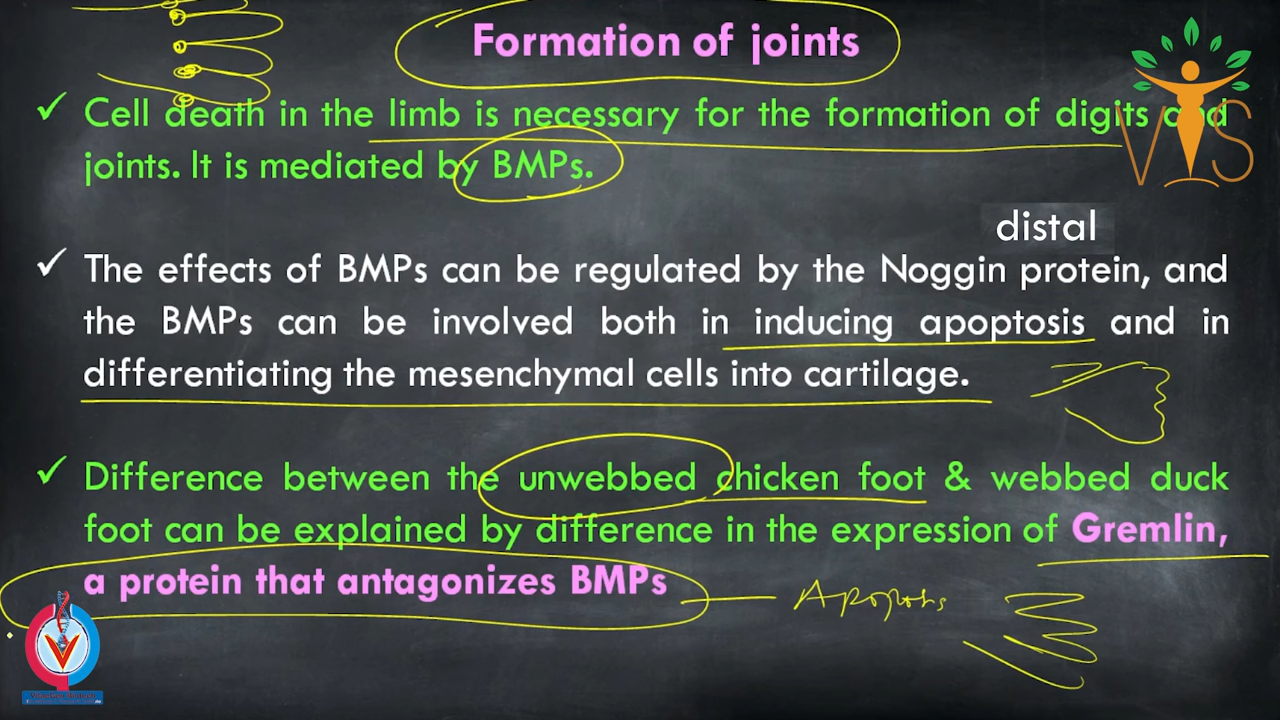 Formation of joints
✓ Cell death in the limb is necessary for the formation of digits and
joints. It is mediated by BMPs.
VIS
distal
✓ The effects of BMPs can be regulated by the Noggin protein, and
the BMPs can be involved both in inducing apoptosis and in
differentiating the mesenchymal cells into cartilage.
✓ Difference between the unwebbed chicken foot & webbed duck
foot can be explained by difference in the expression of Gremlin,
a protein that antagonizes BMPs